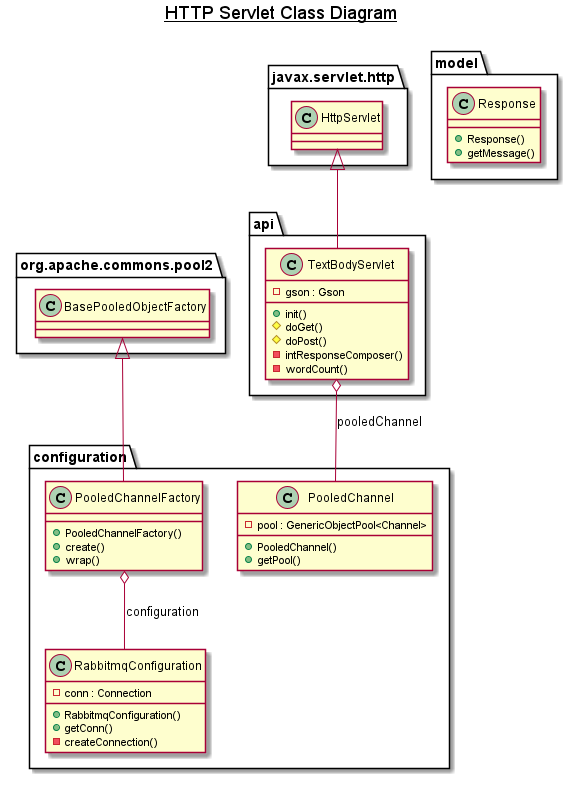 HTTP Servlet Class Diagram
javax.servlet.http
C HttpServlet
model
C Response
Response()
getMessage()
api
C TextBodyServlet
gson : Gson
init()
doGet()
doPost()
intResponseComposer()
wordCount()
org.apache.commons.pool2
C BasePooledObjectFactory
pooledChannel
configuration
C PooledChannelFactory
PooledChannelFactory()
create()
wrap()
C PooledChannel
pool : GenericObjectPool<Channel>
PooledChannel()
getPool()
configuration
C RabbitmqConfiguration
conn : Connection
RabbitmqConfiguration()
getConn()
createConnection()